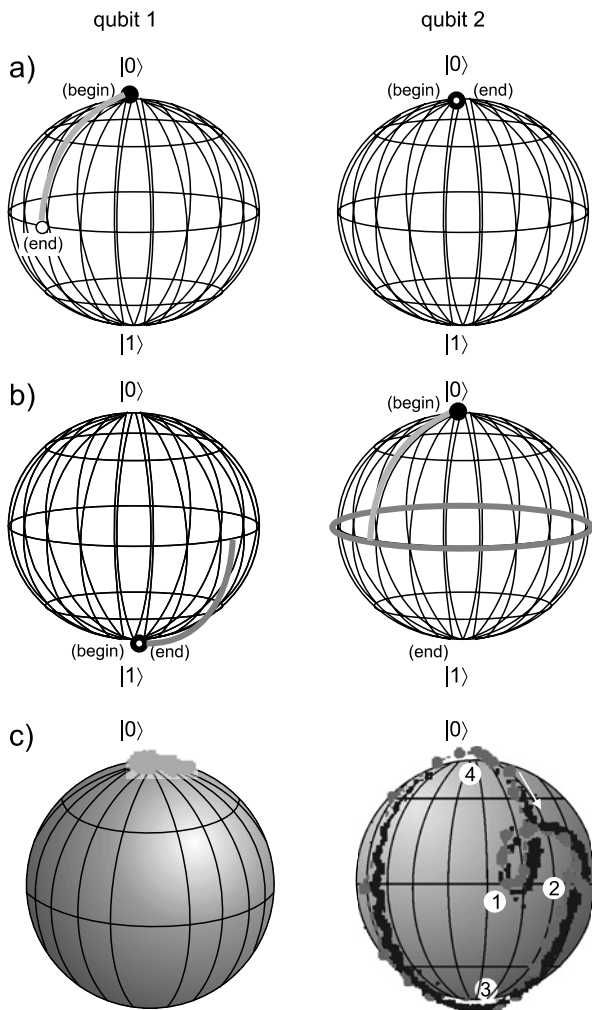 qubit 1 qubit 2
a) |0⟩ |0⟩
(begin) (begin) (end)
(end)
|1⟩ |1⟩
b) |0⟩ |0⟩
(begin)
(begin) (end) (end)
|1⟩ |1⟩
c) |0⟩ |0⟩
4
1 2
3